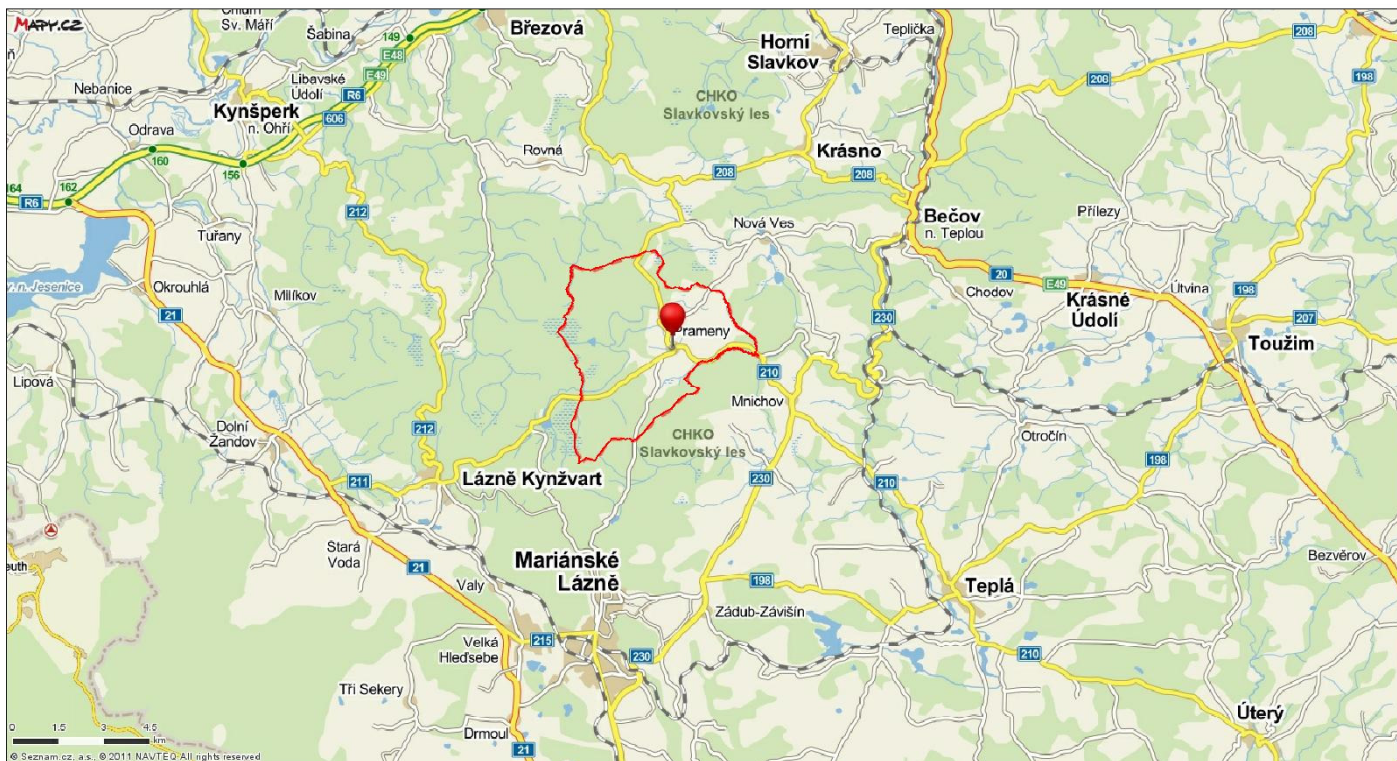 Mapy.cz
Sv. Máří
Šabina
149
E48
E49
Březová
Horní
Slavkov
Teplička
208
198
Nebanice
Libavské
Údolí
R6
Kynšperk
n. Ohří
606
CHKO
Slavkovský les
208
Odrava
160
156
Rovná
Krásno
208
208
162
R6
212
Tuřany
Nová Ves
Bečov
n. Teplou
Přílezy
Okrouhlá
Milíkov
21
20
E49
Chodov
Krásné
Údolí
Útvina
198
207
Toužim
Prameny
230
210
Lipová
Mnichov
Dolní
Žandov
212
CHKO
Slavkovský les
Otročín
198
211
Lázně Kynžvart
230
210
Stará
Voda
21
Mariánské
Lázně
Valy
198
Zádub-Závišín
Teplá
Bezvěrov
Velká
Hleďsebe
215
230
210
Tři Sekery
Drmoul
21
Úterý
0 1.5 3 4.5
km
© Seznam.cz, a.s., © 2011 NAVTEQ All rights reserved